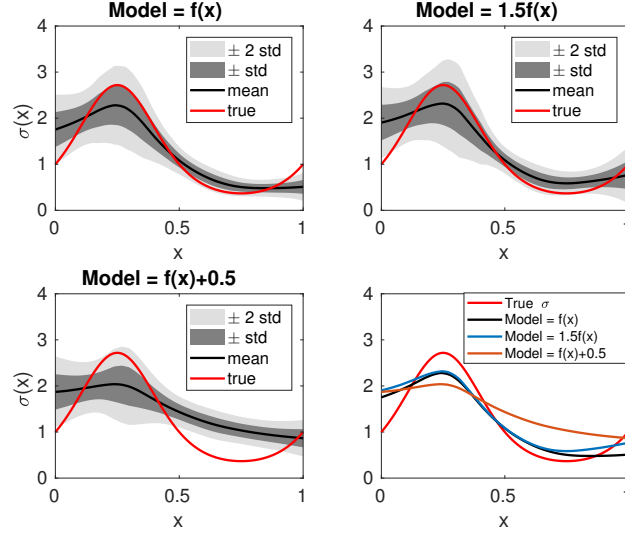 Model = f(x)
4
3
2
1
0
σ(x)
± 2 std
± std
mean
true
0
0.5
1
x
Model = 1.5f(x)
4
3
2
1
0
± 2 std
± std
mean
true
0
0.5
1
x
Model = f(x)+0.5
4
3
2
1
0
σ(x)
± 2 std
± std
mean
true
0
0.5
1
x
4
3
2
1
0
True σ
Model = f(x)
Model = 1.5f(x)
Model = f(x)+0.5
0
0.5
1
x